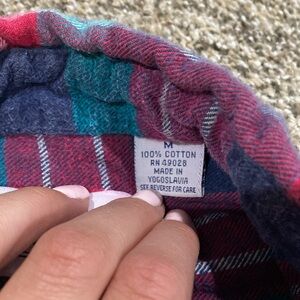 M
100% COTTON
RN 49028
MADE IN
YOGOSLAVIA
SEE REVERSE FOR CARE